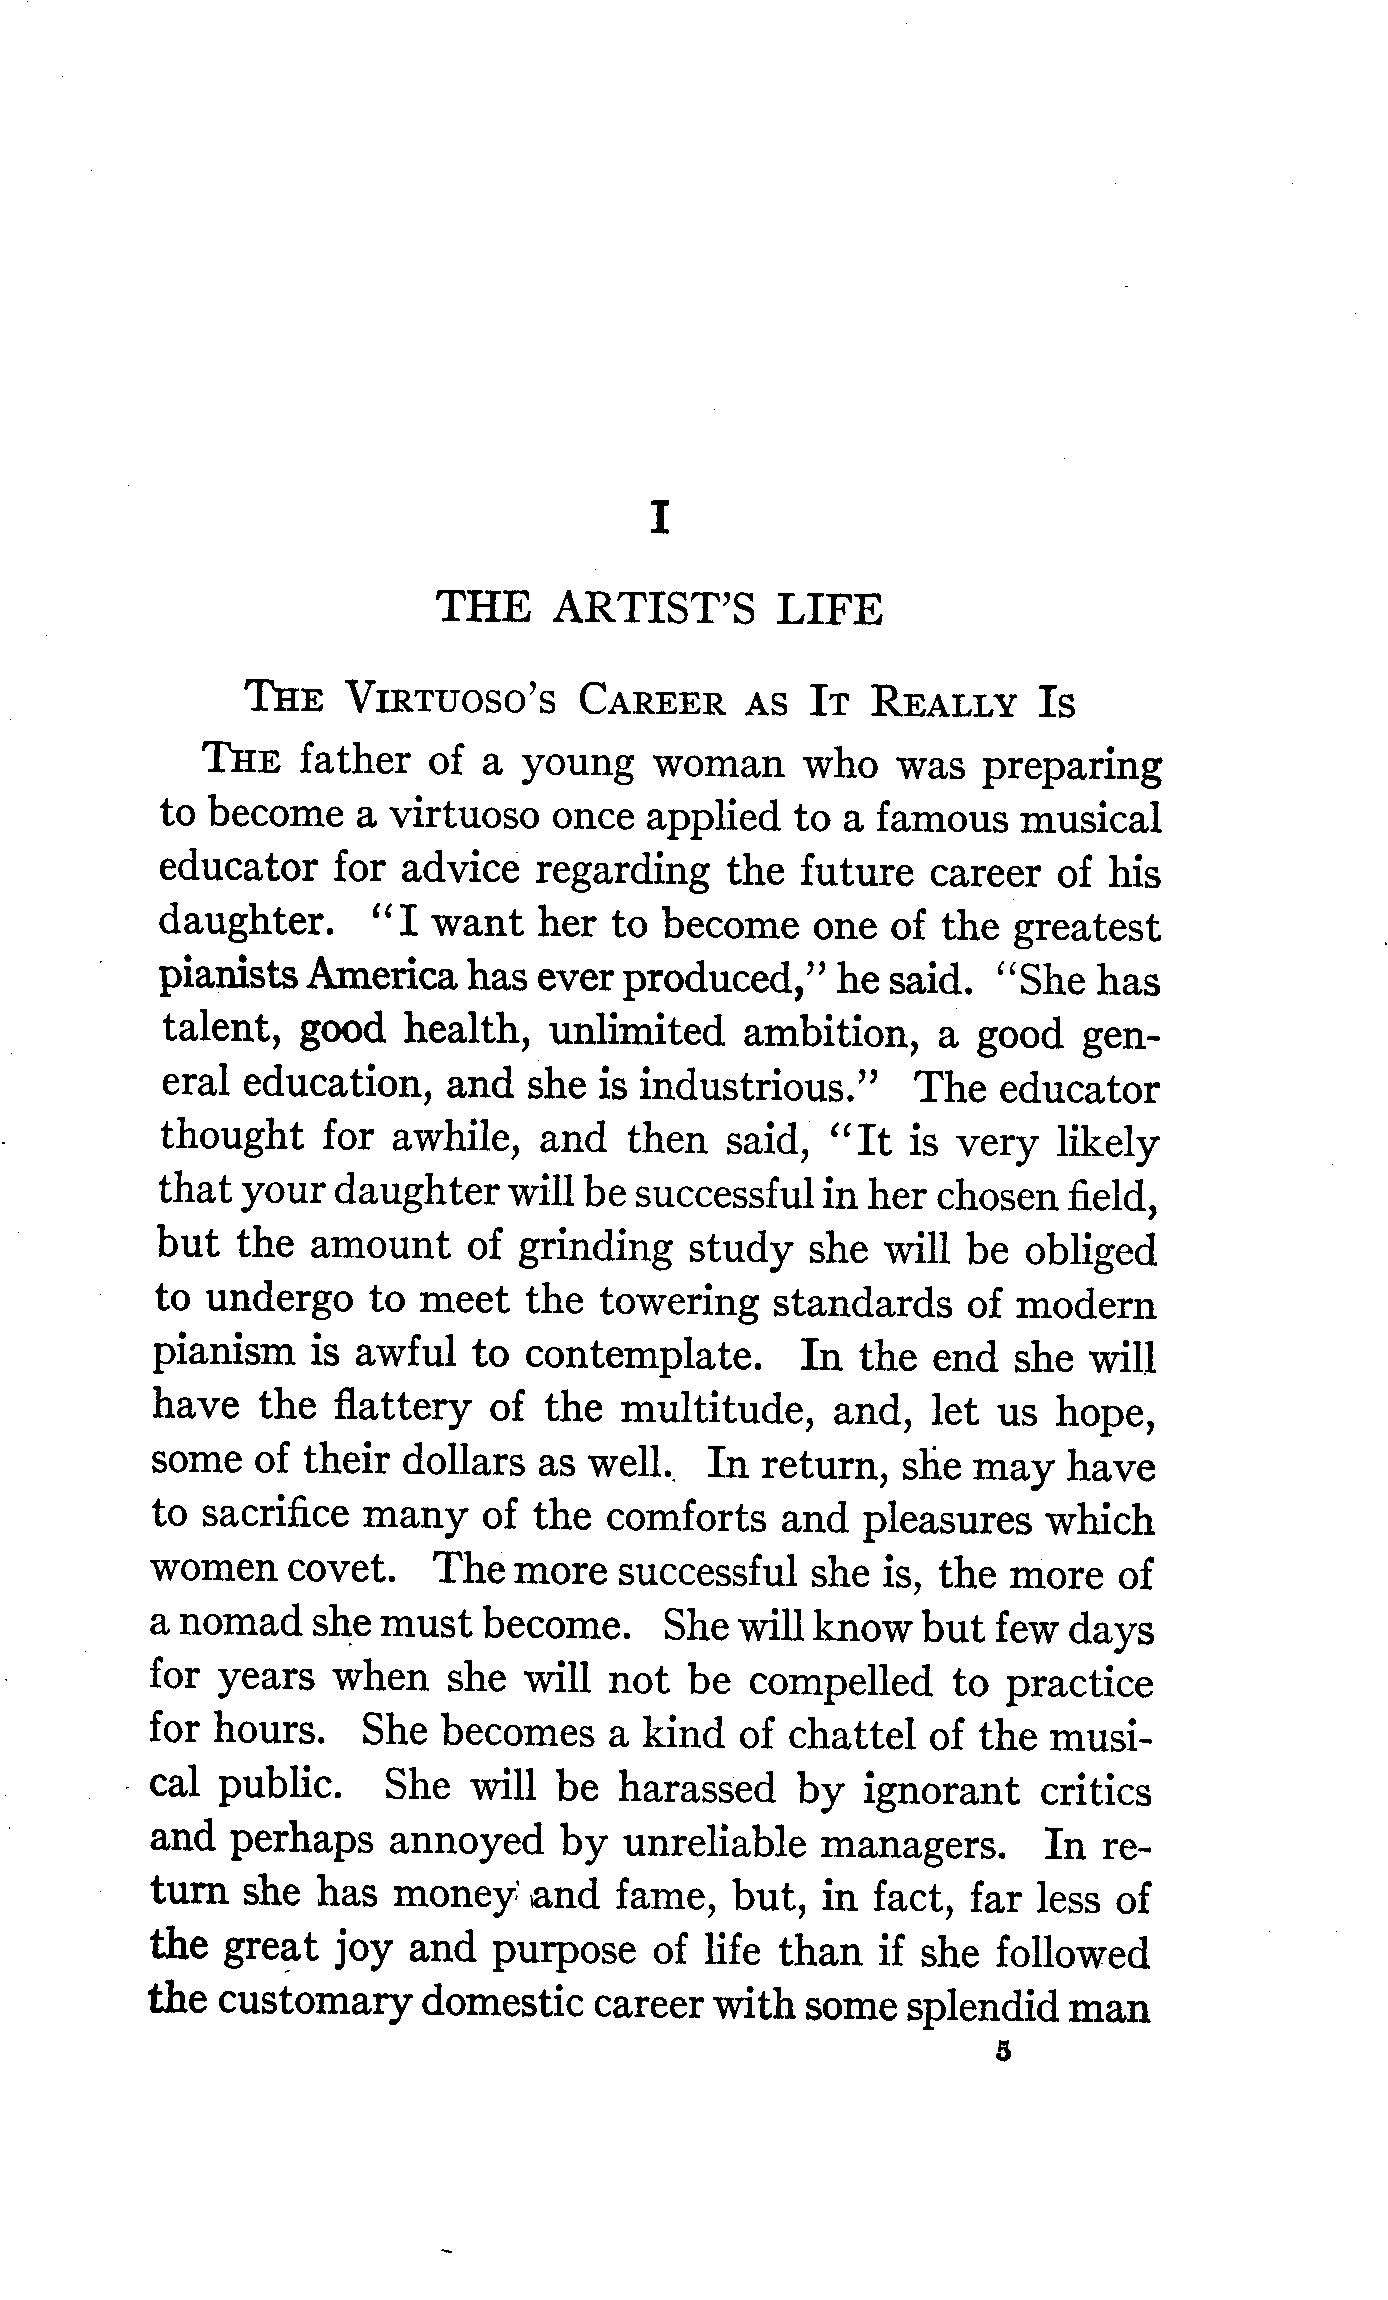 I
THE ARTIST'S LIFE
THE VIRTUOSO'S CAREER AS IT REALLY IS
THE father of a young woman who was preparing
to become a virtuoso once applied to a famous musical
educator for advice regarding the future career of his
daughter. "I want her to become one of the greatest
pianists America has ever produced," he said. "She has
talent, good health, unlimited ambition, a good gen-
eral education, and she is industrious." The educator
thought for awhile, and then said, "It is very likely
that your daughter will be successful in her chosen field,
but the amount of grinding study she will be obliged
to undergo to meet the towering standards of modern
pianism is awful to contemplate. In the end she will
have the flattery of the multitude, and, let us hope,
some of their dollars as well. In return, she may have
to sacrifice many of the comforts and pleasures which
women covet. The more successful she is, the more of
a nomad she must become. She will know but few days
for years when she will not be compelled to practice
for hours. She becomes a kind of chattel of the musi-
cal public. She will be harassed by ignorant critics
and perhaps annoyed by unreliable managers. In re-
turn she has money and fame, but, in fact, far less of
the great joy and purpose of life than if she followed
the customary domestic career with some splendid man
5